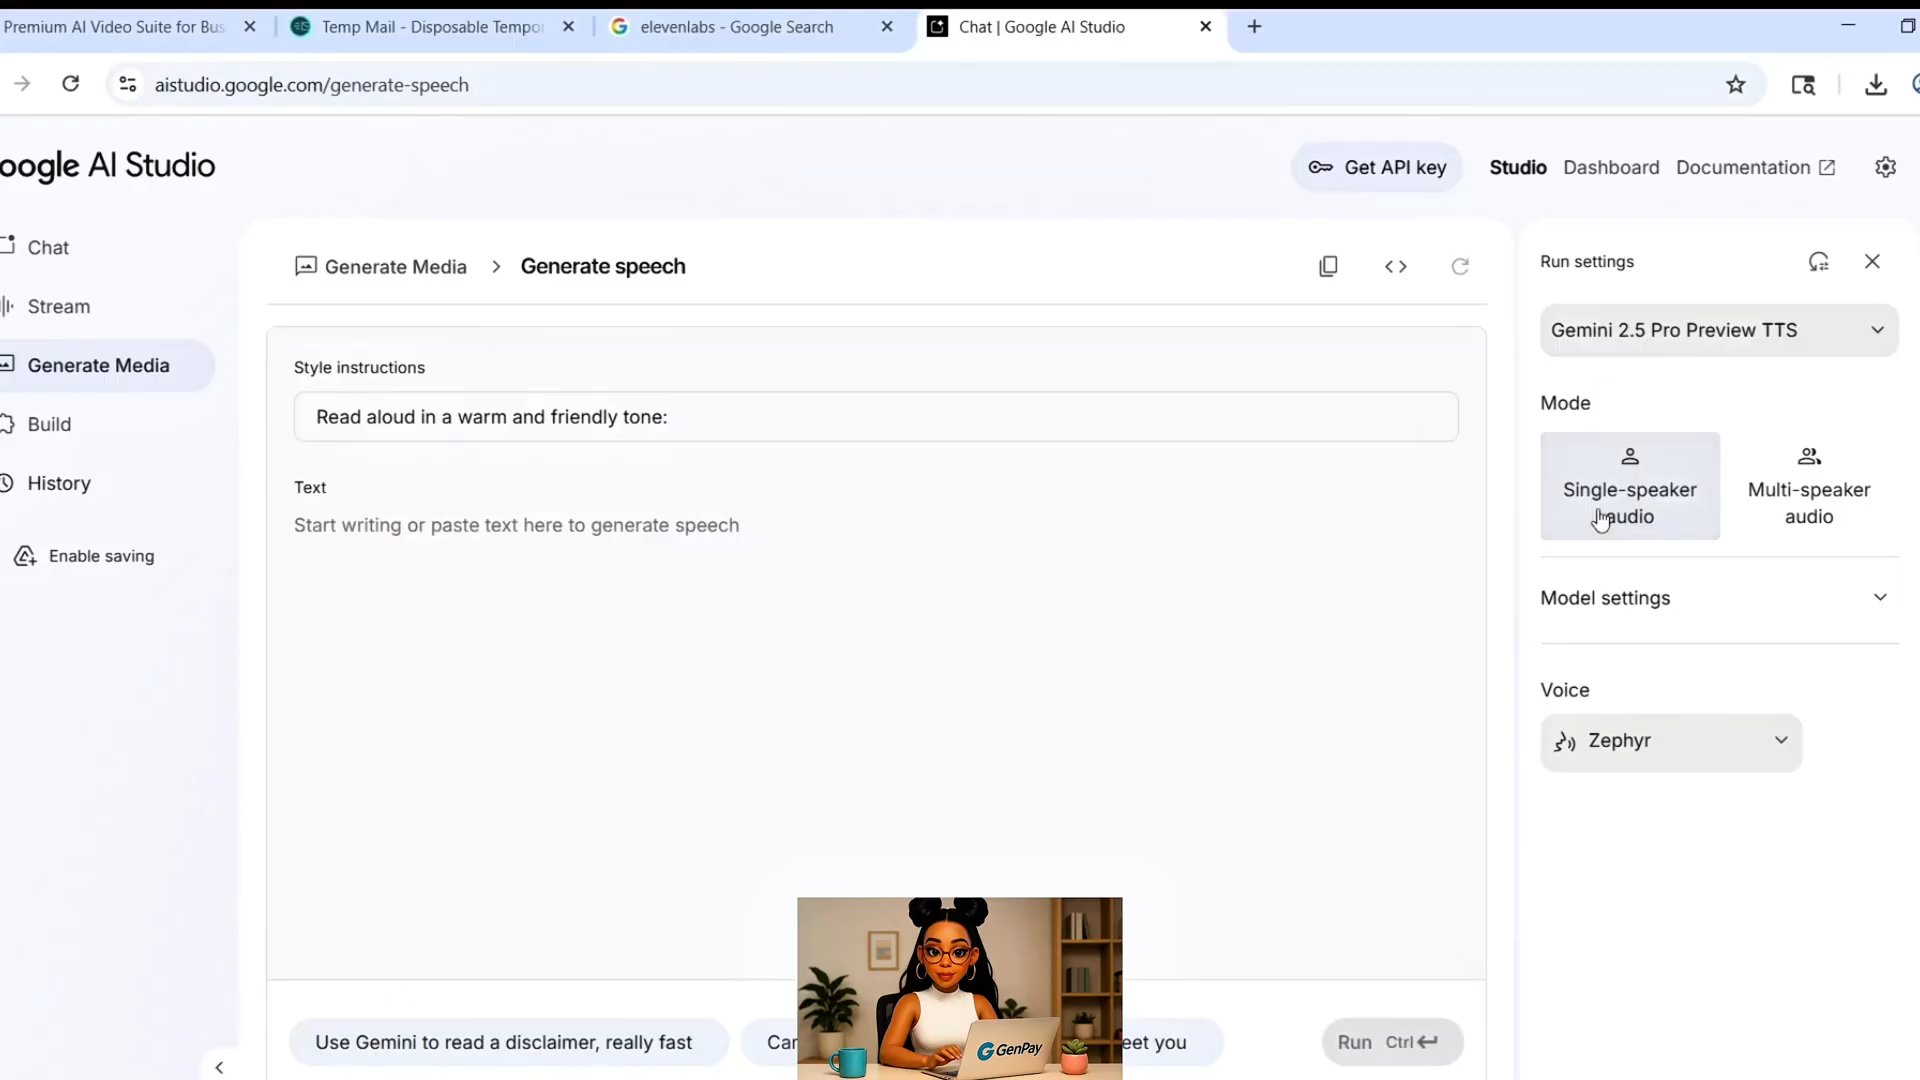 Premium AI Video Suite for Bus
Temp Mail - Disposable Tempor
elevenlabs - Google Search
Chat | Google AI Studio
aistudio.google.com/generate-speech
oogle AI Studio
Get API key
Studio
Dashboard
Documentation
Chat
Stream
Generate Media
Build
History
Enable saving
Generate Media > Generate speech
Style instructions
Read aloud in a warm and friendly tone:
Text
Start writing or paste text here to generate speech
Use Gemini to read a disclaimer, really fast
Can
eet you
Run Ctrl
GenPay
Run settings
Gemini 2.5 Pro Preview TTS
Mode
Single-speaker
audio
Multi-speaker
audio
Model settings
Voice
Zephyr